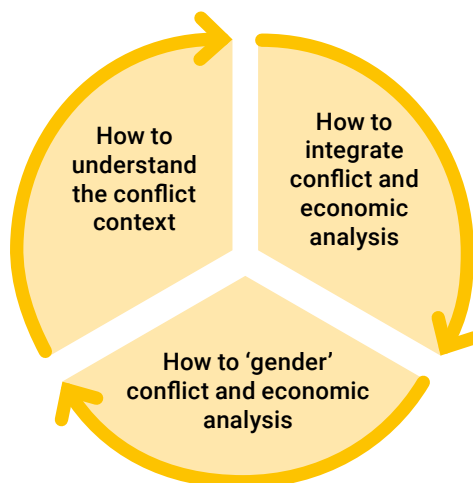 How to
understand
the conflict
context
How to
integrate
conflict and
economic
analysis
How to ‘gender’
conflict and economic
analysis